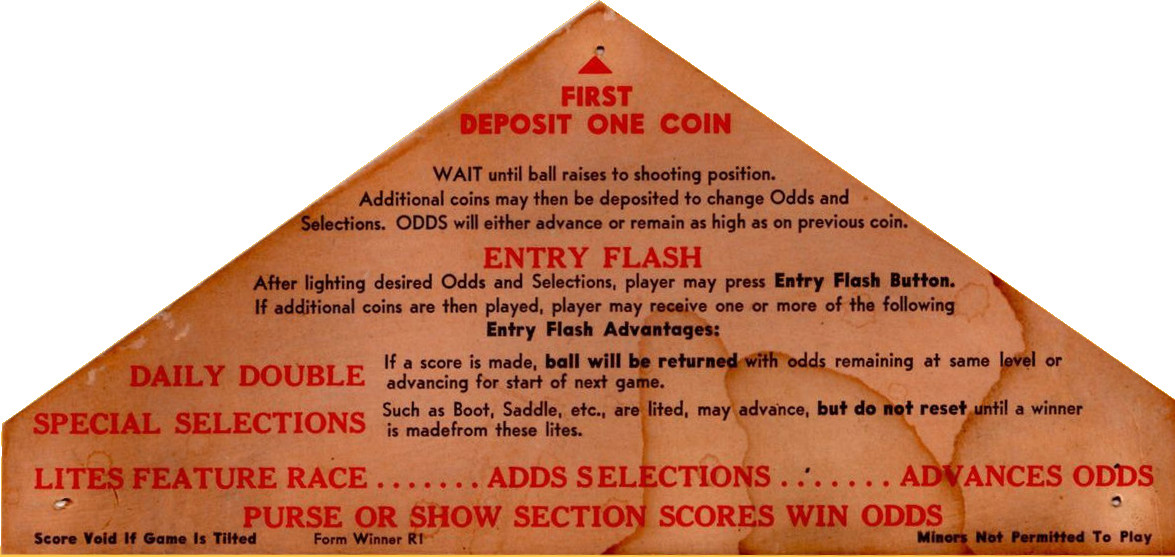 FIRST
DEPOSIT ONE COIN
WAIT until ball raises to shooting position.
Additional coins may then be deposited to change Odds and
Selections. ODDS will either advance or remain as high as on previous coin.
ENTRY FLASH
After lighting desired Odds and Selections, player may press Entry Flash Button.
If additional coins are then played, player may receive one or more of the following
Entry Flash Advantages:
DAILY DOUBLE If a score is made, ball will be returned with odds remaining at same level or
advancing for start of next game.
SPECIAL SELECTIONS Such as Boot, Saddle, etc., are lited, may advance, but do not reset until a winner
is madefrom these lites.
LITES FEATURE RACE ....... ADDS SELECTIONS ....... ADVANCES ODDS
PURSE OR SHOW SECTION SCORES WIN ODDS
Score Void If Game Is Tilted Form Winner R1 Minors Not Permitted To Play